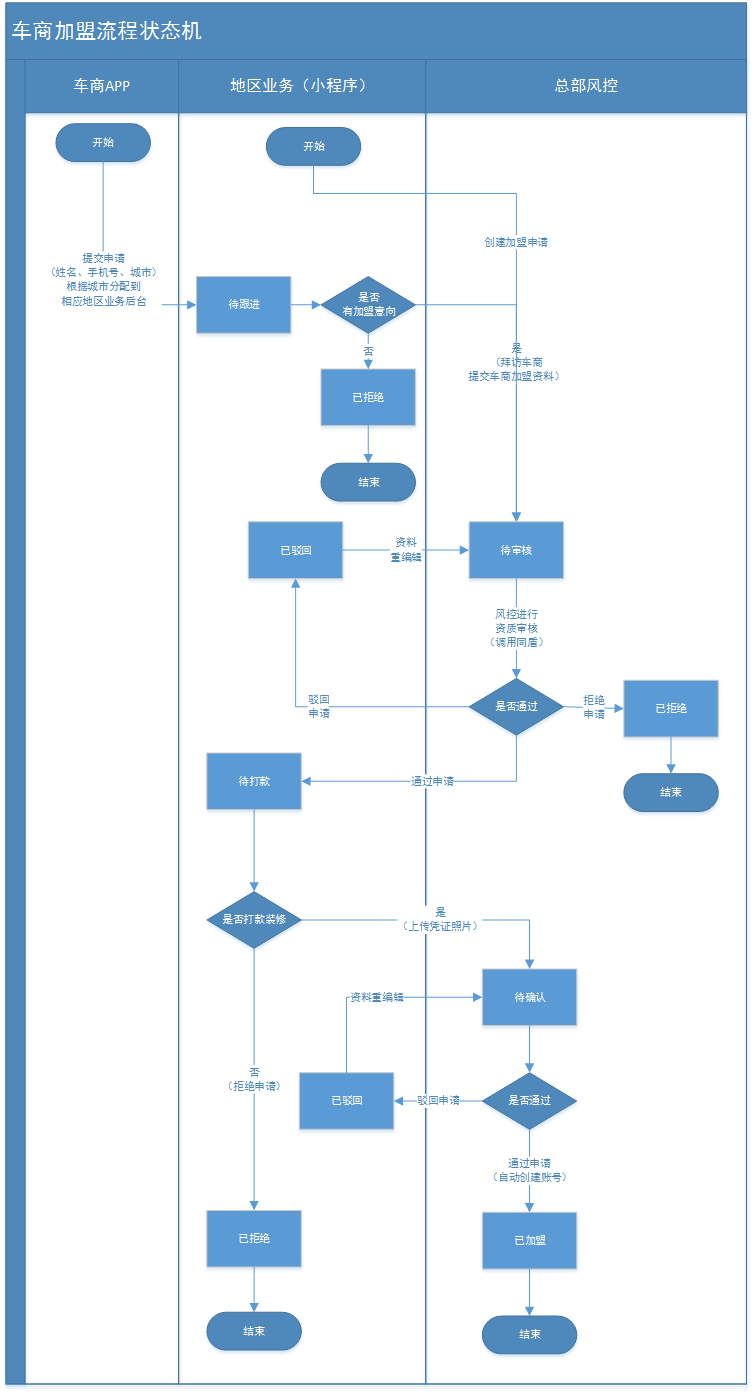 车商加盟流程状态机
车商APP
地区业务（小程序）
总部风控
开始
开始
提交申请
（姓名、手机号、城市）
根据城市分配到
相应地区业务后台
创建加盟申请
待跟进
是否
有加盟意向
否
是
（拜访车商
提交车商加盟资料）
已拒绝
结束
已驳回
资料
重编辑
待审核
风控进行
资质审核
（调用同盾）
驳回
申请
是否通过
拒绝
申请
已拒绝
待打款
通过申请
结束
是否打款装修
是
（上传凭证照片）
资料重编辑
待确认
否
（拒绝申请）
已驳回
驳回申请
是否通过
通过申请
（自动创建账号）
已拒绝
已加盟
结束
结束